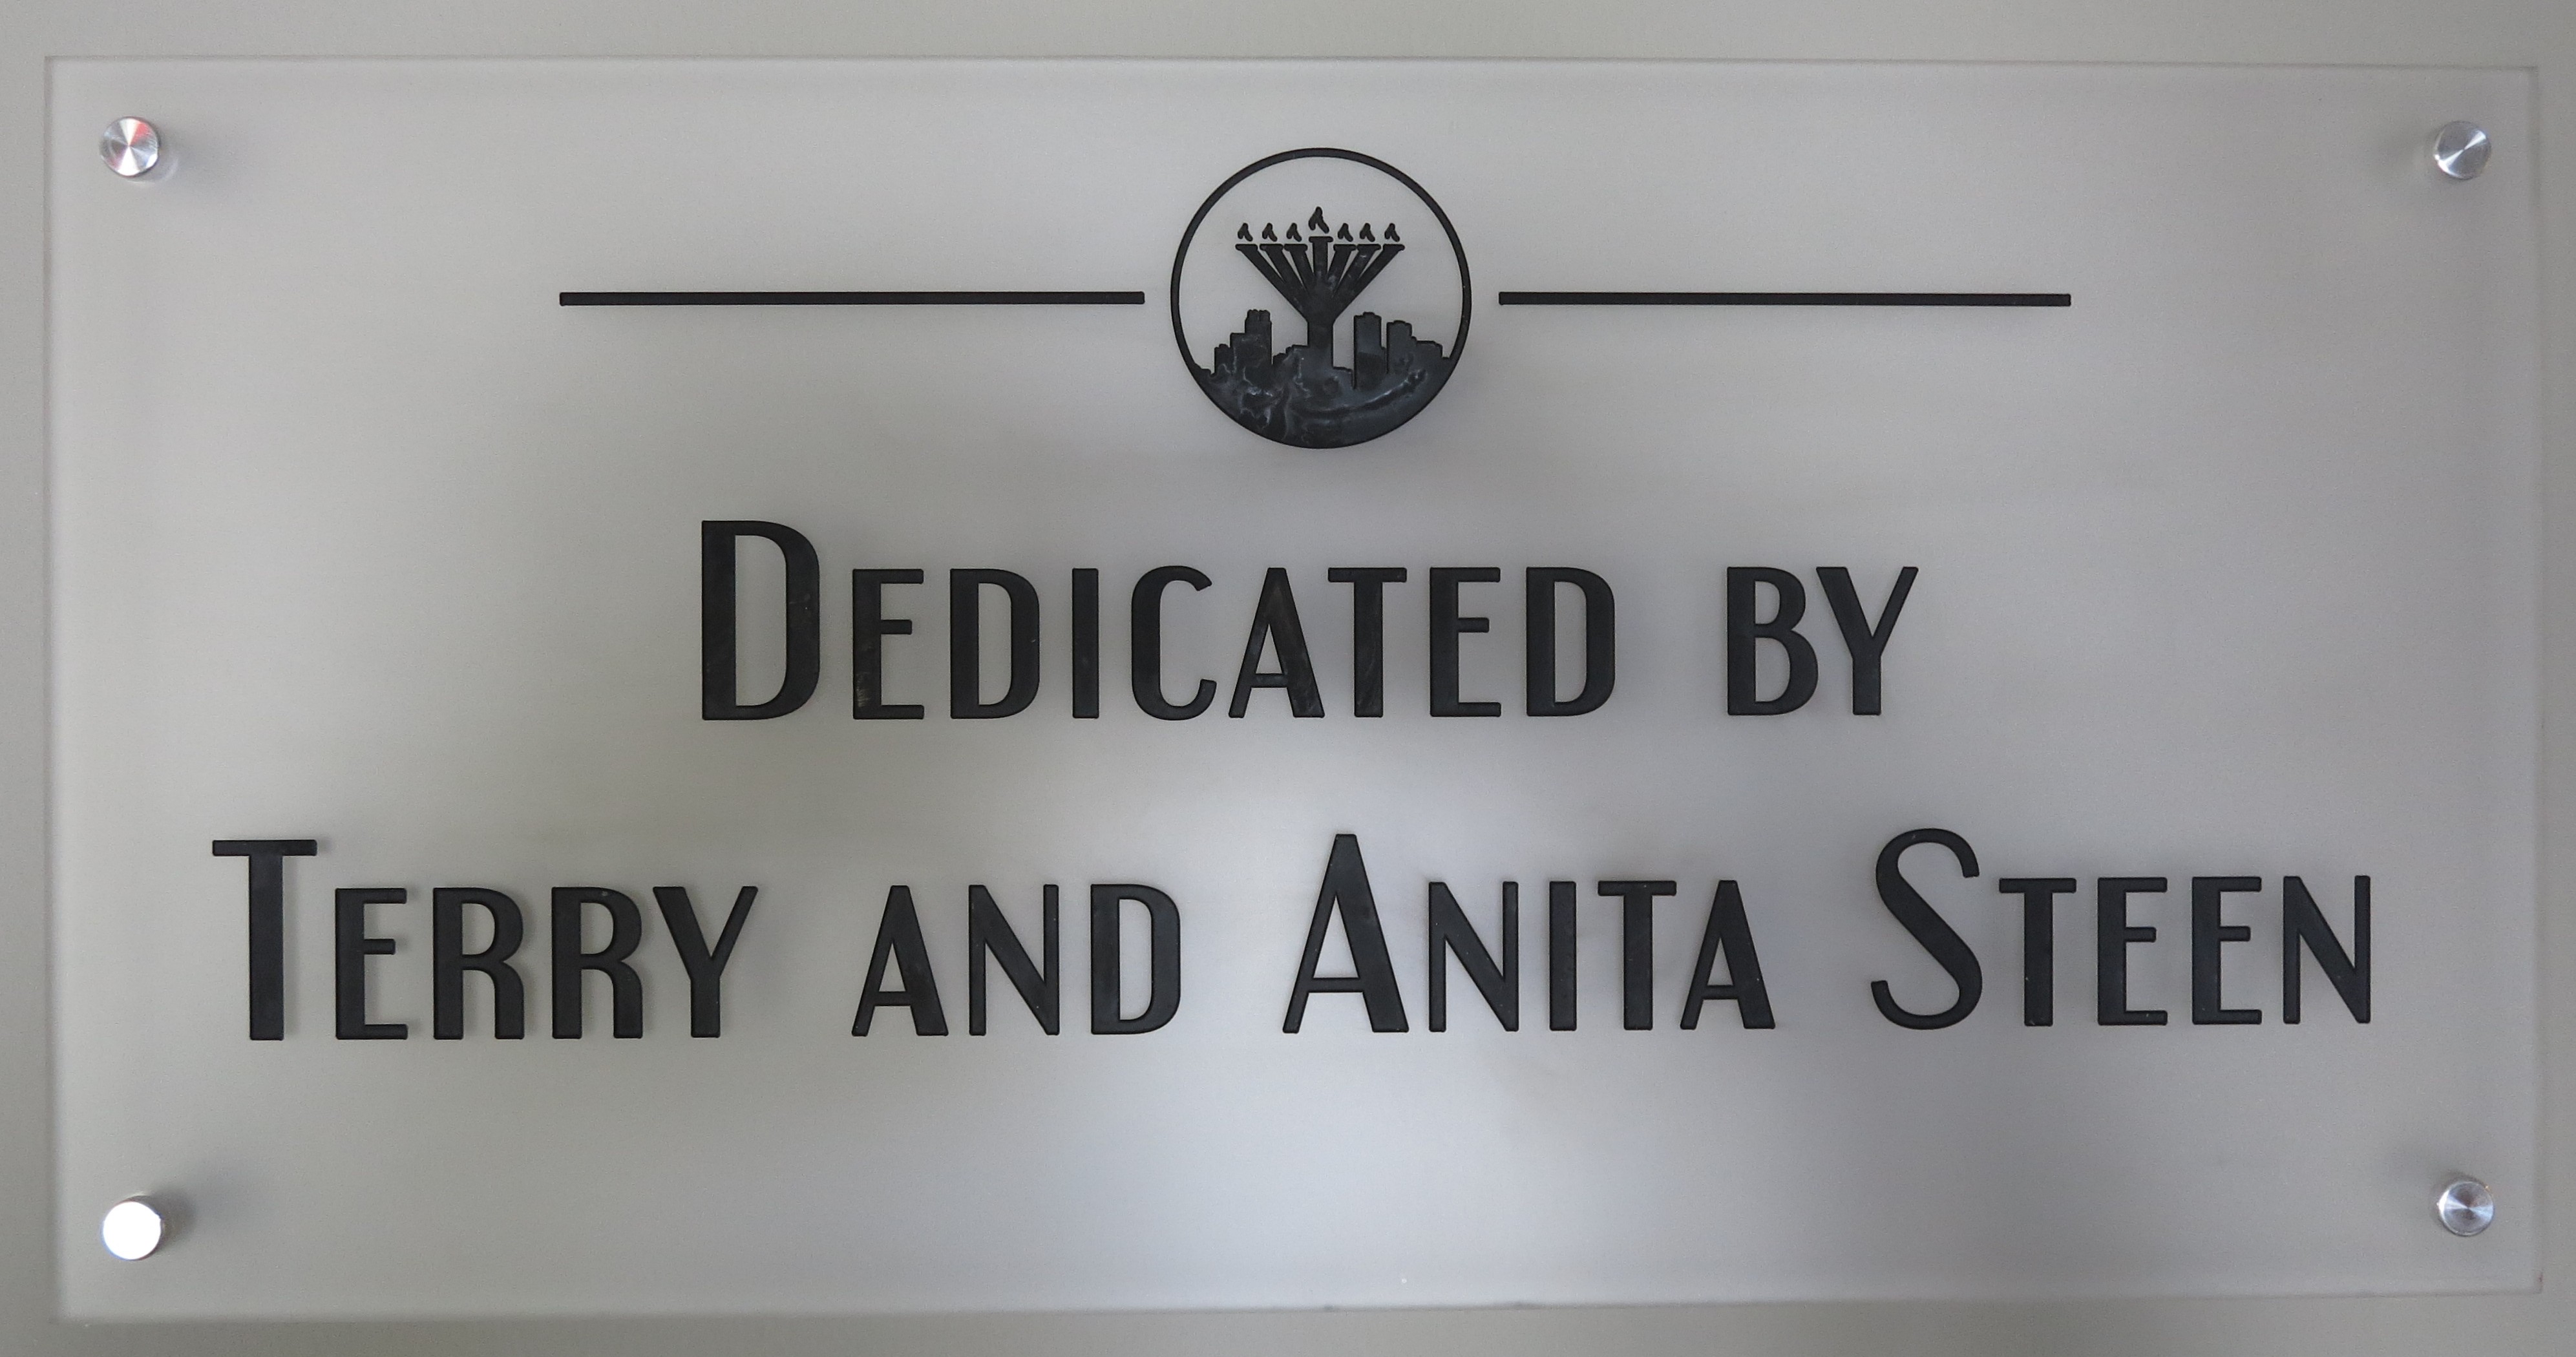 Dedicated by
Terry and Anita Steen